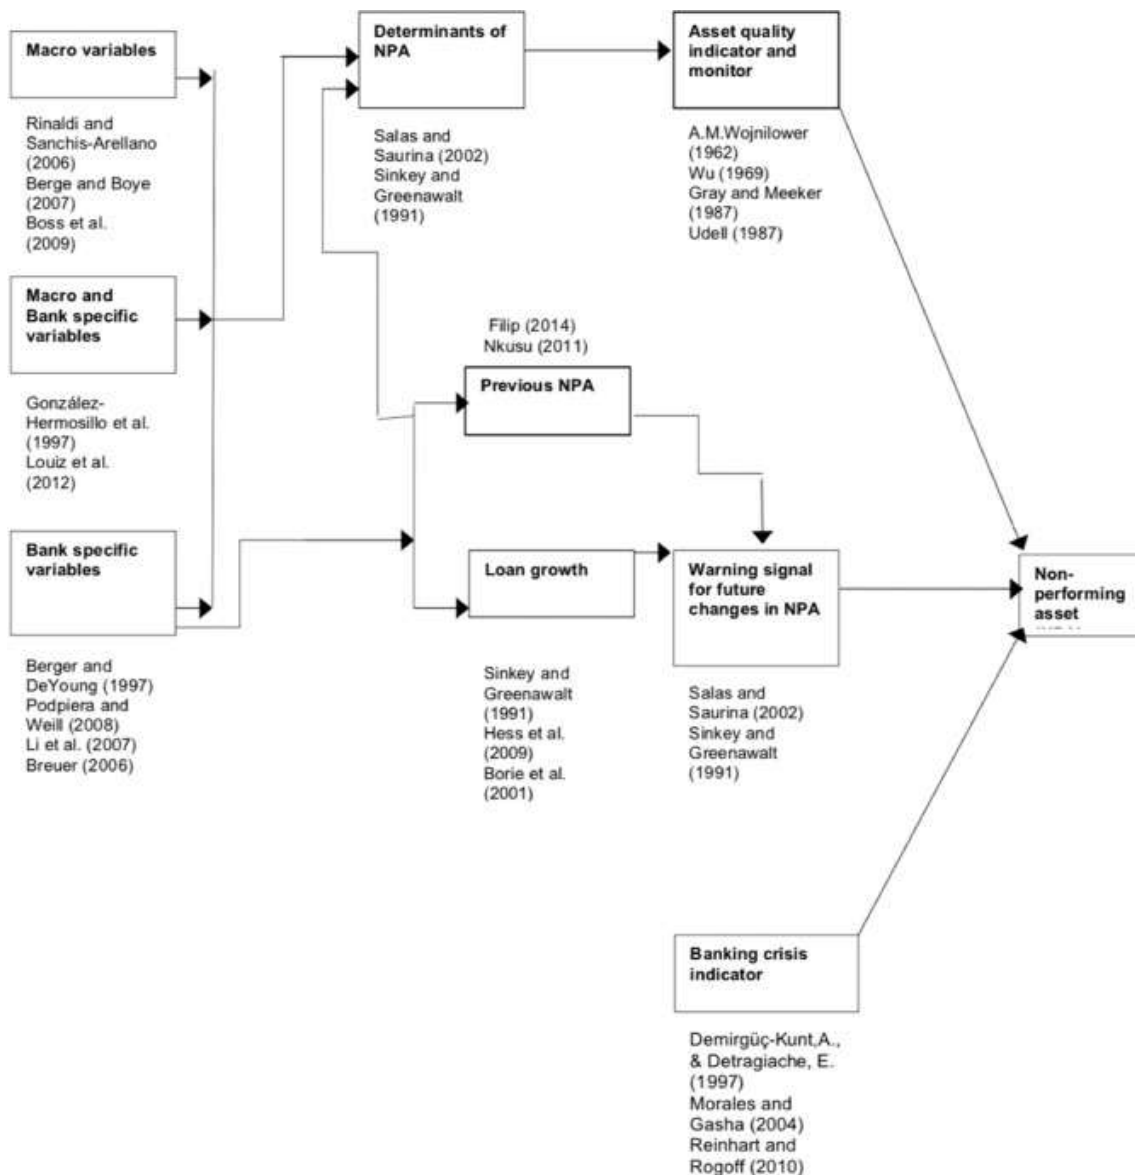 Macro variables
Rinaldi and
Sanchis-Arellano
(2006)
Berge and Boye
(2007)
Boss et al.
(2009)
Macro and
Bank specific
variables
González-
Hermosillo et al.
(1997)
Louiz et al.
(2012)
Bank specific
variables
Berger and
DeYoung (1997)
Podpiera and
Weill (2008)
Li et al. (2007)
Breuer (2006)
Determinants of
NPA
Salas and
Saurina (2002)
Sinkey and
Greenawalt
(1991)
Filip (2014)
Nkusu (2011)
Previous NPA
Loan growth
Sinkey and
Greenawalt
(1991)
Hess et al.
(2009)
Borie et al.
(2001)
Asset quality
indicator and
monitor
A.M.Wojnilower
(1962)
Wu (1969)
Gray and Meeker
(1987)
Udell (1987)
Warning signal
for future
changes in NPA
Salas and
Saurina (2002)
Sinkey and
Greenawalt
(1991)
Banking crisis
indicator
Demirgüç-Kunt,A.,
& Detragiache, E.
(1997)
Morales and
Gasha (2004)
Reinhart and
Rogoff (2010)
Non-
performing
asset